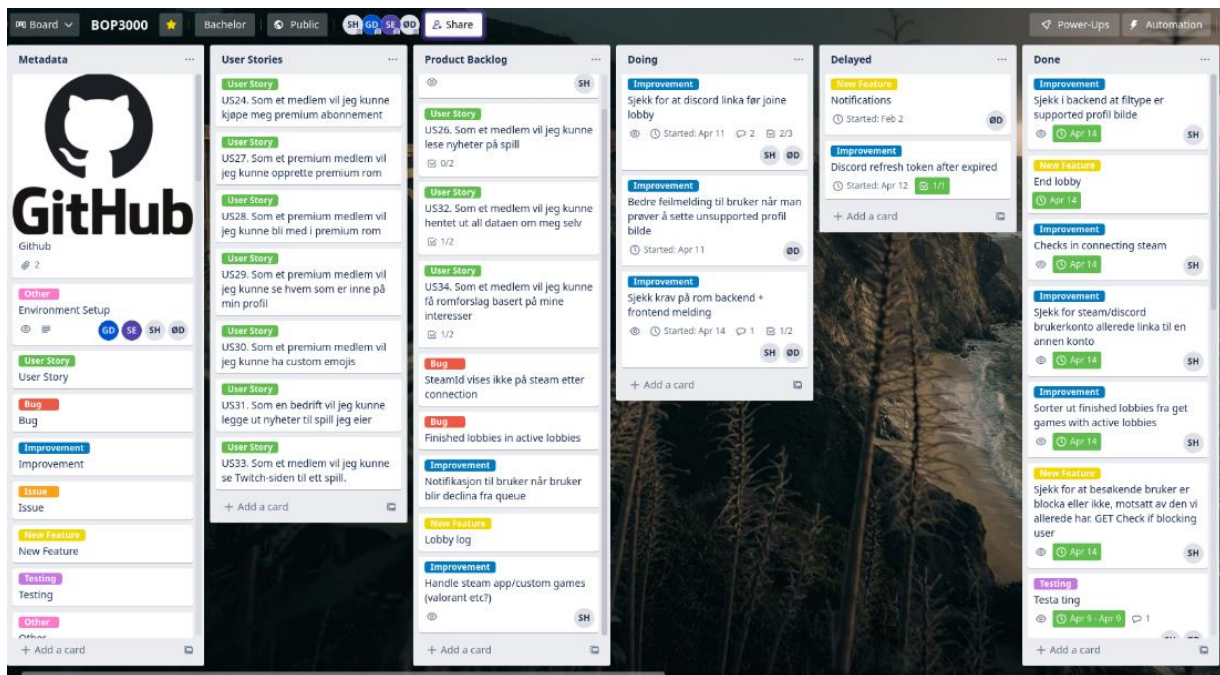 Board
BOP3000
Bachelor
Public
SH GD SE ØD
Share
Power-Ups
Automation
Metadata
GitHub
Github
2
Other
Environment Setup
GD SE SH ØD
User Story
User Story
Bug
Bug
Improvement
Improvement
Issue
Issue
New Feature
New Feature
Testing
Testing
Other
Other
+ Add a card
User Stories
User Story
US24. Som et medlem vil jeg kunne
kjøpe meg premium abonnement
User Story
US27. Som et premium medlem vil
jeg kunne opprette premium rom
User Story
US28. Som et premium medlem vil
jeg kunne bli med i premium rom
User Story
US29. Som et premium medlem vil
jeg kunne se hvem som er inne på
min profil
User Story
US30. Som et premium medlem vil
jeg kunne ha custom emojis
User Story
US31. Som en bedrift vil jeg kunne
legge ut nyheter til spill jeg eier
User Story
US33. Som et medlem vil jeg kunne
se Twitch-siden til ett spill.
+ Add a card
Product Backlog
SH
User Story
US26. Som et medlem vil jeg kunne
lese nyheter på spill
0/2
User Story
US32. Som et medlem vil jeg kunne
hentet ut all dataen om meg selv
1/2
User Story
US34. Som et medlem vil jeg kunne
få romforslag basert på mine
interesser
1/2
Bug
SteamId vises ikke på steam etter
connection
Bug
Finished lobbies in active lobbies
Improvement
Notifikasjon til bruker når bruker
blir declina fra queue
New Feature
Lobby log
Improvement
Handle steam app/custom games
(valorant etc?)
SH
+ Add a card
Doing
Improvement
Sjekk for at discord linka før joine
lobby
Started: Apr 11 2 2/3
SH ØD
Improvement
Bedre feilmelding til bruker når man
prøver å sette unsupported profil
bilde
Started: Apr 11
ØD
Improvement
Sjekk krav på rom backend +
frontend melding
Started: Apr 14 1 1/2
SH ØD
+ Add a card
Delayed
New Feature
Notifications
Started: Feb 2
ØD
Improvement
Discord refresh token after expired
Started: Apr 12 1/1
+ Add a card
Done
Improvement
Sjekk i backend at filtype er
supported profil bilde
Apr 14
SH
New Feature
End lobby
Apr 14
Improvement
Checks in connecting steam
Apr 14
SH
Improvement
Sjekk for steam/discord
brukerkonto allerede linka til en
annen konto
Apr 14
SH
Improvement
Sorter ut finished lobbies fra get
games with active lobbies
Apr 14
SH
New Feature
Sjekk for at besøkende bruker er
blocka eller ikke, motsatt av den vi
allerede har. GET Check if blocking
user
Apr 14
SH
Testing
Testa ting
Apr 9 - Apr 9 1
+ Add a card